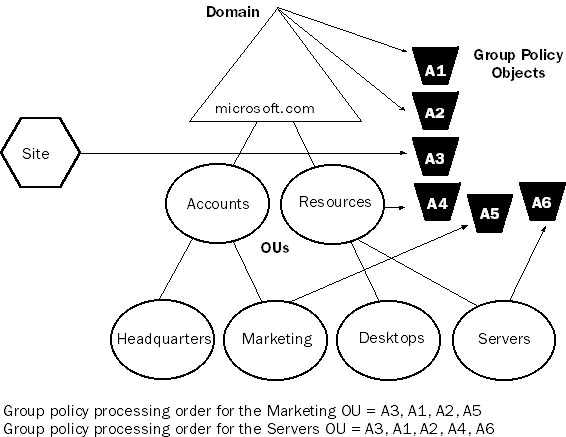 Domain
Group Policy
Objects
A1
microsoft.com
A2
Site
A3
Accounts
Resources
A4
A5
A6
OUs
Headquarters
Marketing
Desktops
Servers
Group policy processing order for the Marketing OU = A3, A1, A2, A5
Group policy processing order for the Servers OU = A3, A1, A2, A4, A6